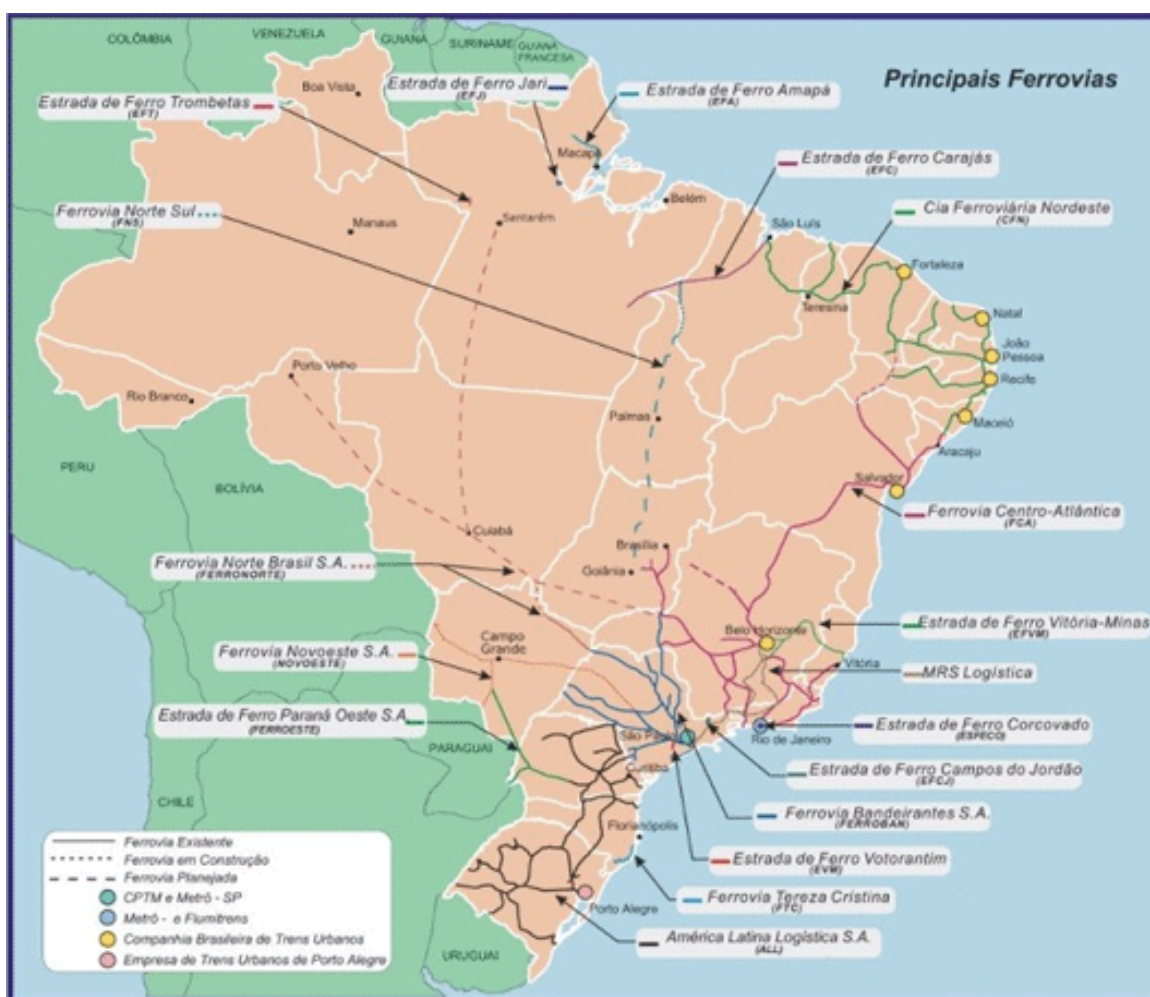 COLÔMBIA
VENEZUELA
GUIANA
SURINAME
GUIANA
FRANCESA
Principais Ferrovias
Boa Vista
Estrada de Ferro Jari
(EFJ)
Estrada de Ferro Amapá
(EFA)
Estrada de Ferro Trombetas
(EFT)
Macapá
Estrada de Ferro Carajás
(EFC)
Belém
Ferrovia Norte Sul
(FNS)
Santarém
Manaus
São Luís
Cia Ferroviária Nordeste
(CFN)
Fortaleza
Teresina
Natal
João
Pessoa
Porto Velho
Recife
Rio Branco
Palmas
Maceió
Aracaju
PERU
BOLÍVIA
Salvador
Ferrovia Centro-Atlântica
(FCA)
Cuiabá
Brasília
Goiânia
Ferrovia Norte Brasil S.A.
(FERRONORTE)
Belo Horizonte
Estrada de Ferro Vitória-Minas
(EFVM)
Campo
Grande
Ferrovia Novoeste S.A.
(NOVOESTE)
Vitória
MRS Logística
Estrada de Ferro Paraná Oeste S.A
(FERROESTE)
PARAGUAI
São Paulo
Rio de Janeiro
Estrada de Ferro Corcovado
(ESFECO)
Curitiba
Estrada de Ferro Campos do Jordão
(EFCJ)
CHILE
Ferrovia Bandeirantes S.A.
(FERROBAN)
Florianópolis
Estrada de Ferro Votorantim
(EVM)
Ferrovia Tereza Cristina
(FTC)
Porto Alegre
América Latina Logística S.A.
(ALL)
URUGUAI
Ferrovia Existente
Ferrovia em Construção
Ferrovia Planejada
CPTM e Metrô - SP
Metrô - e Flumitrens
Companhia Brasileira de Trens Urbanos
Empresa de Trens Urbanos de Porto Alegre